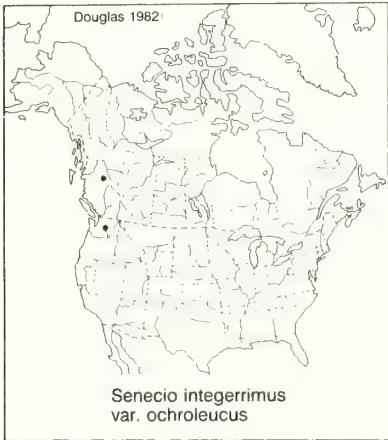 Douglas 1982
Senecio integerrimus
var. ochroleucus